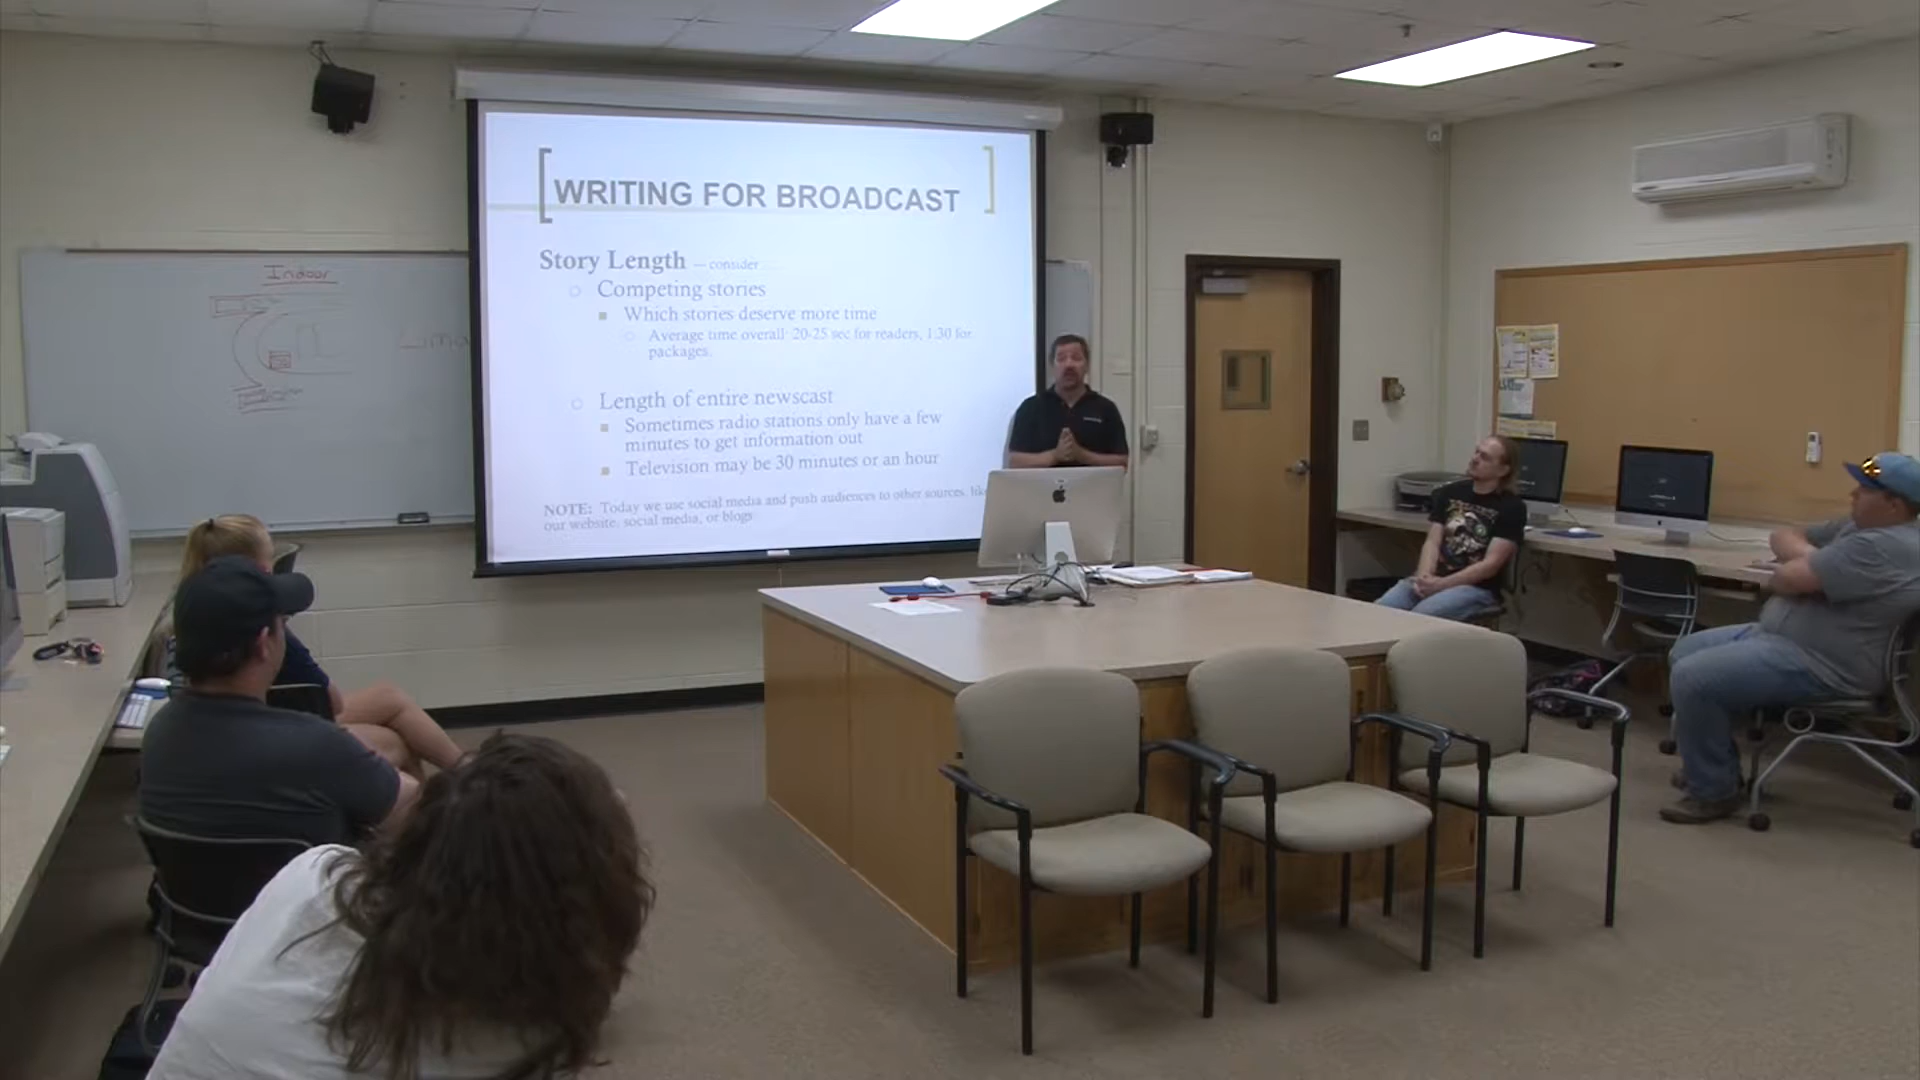 WRITING FOR BROADCAST
Story Length – consider
Competing stories
Which stories deserve more time
Average time overall: 20-25 sec for readers, 1:30 for
packages.
Length of entire newscast
Sometimes radio stations only have a few
minutes to get information out
Television may be 30 minutes or an hour
NOTE: Today we use social media and push audiences to other sources, like
our website, social media, or blogs
Indoor